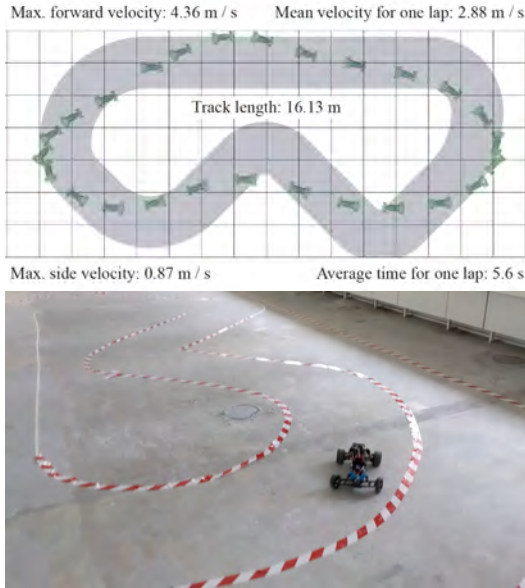 Max. forward velocity: 4.36 m / s
Mean velocity for one lap: 2.88 m / s
Track length: 16.13 m
Max. side velocity: 0.87 m / s
Average time for one lap: 5.6 s